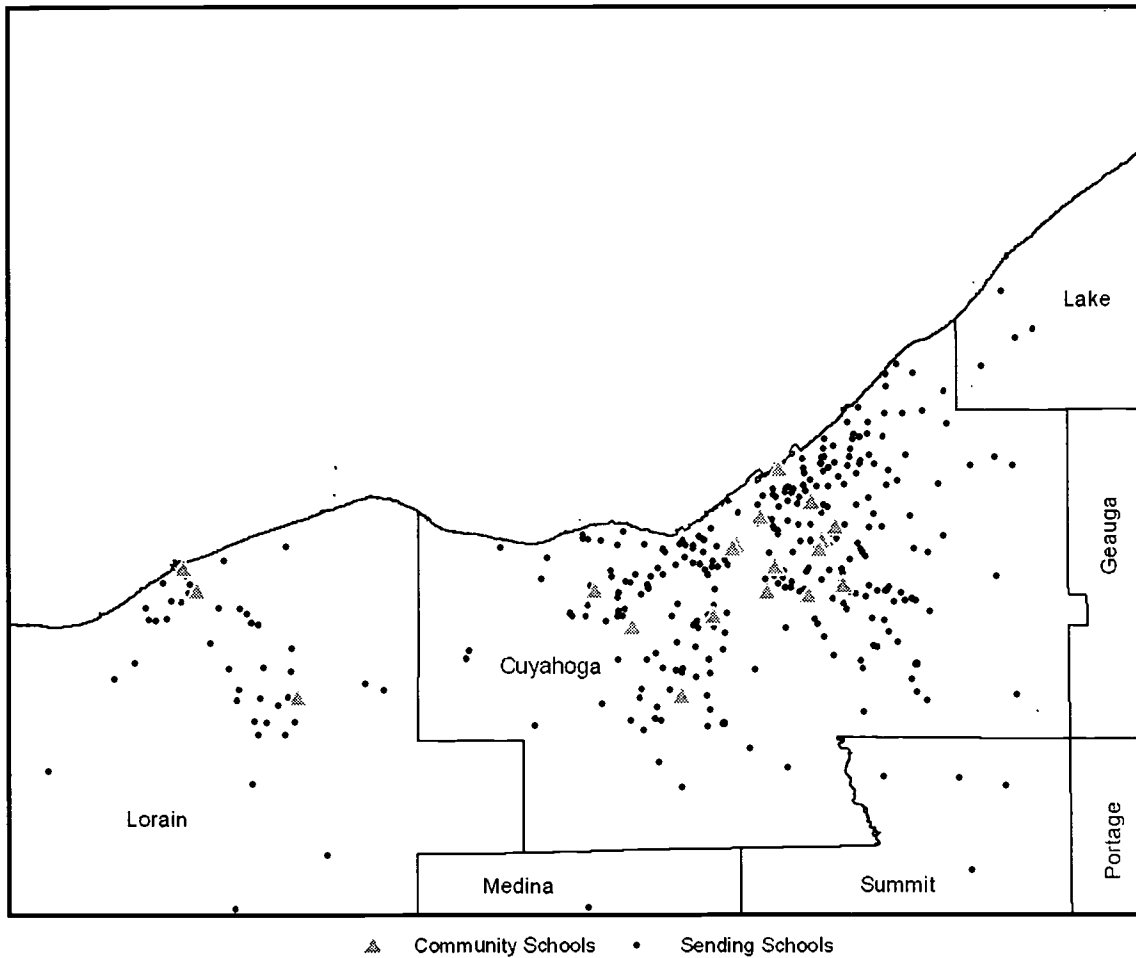 Lake
Geauga
Cuyahoga
Lorain
Portage
Medina
Summit
Community Schools
Sending Schools